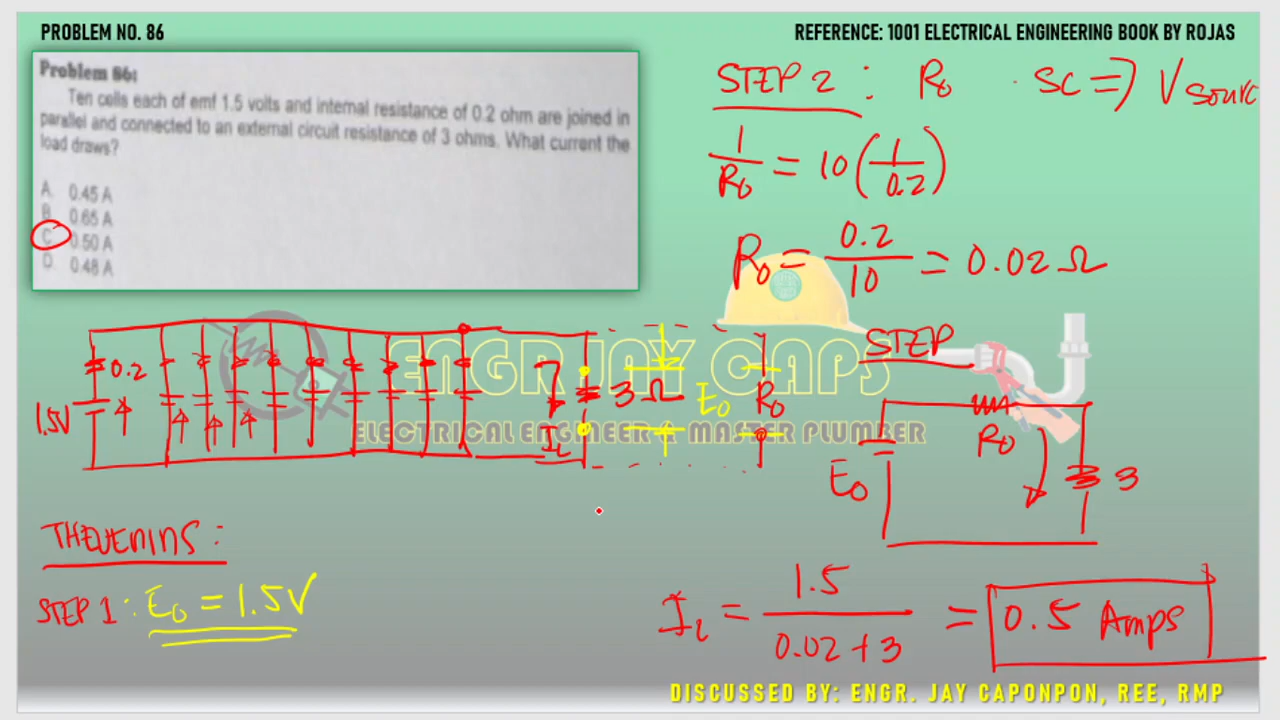 PROBLEM NO. 86
REFERENCE: 1001 ELECTRICAL ENGINEERING BOOK BY ROJAS
Problem 86:
Ten cells each of emf 1.5 volts and internal resistance of 0.2 ohm are joined in
parallel and connected to an external circuit resistance of 3 ohms. What current the
load draws?
A. 0.45 A
B. 0.65 A
C. 0.50 A
D. 0.48 A
STEP 2 : R0 . SC => V source
1/R0 = 10 (1/0.2)
R0 = 0.2/10 = 0.02 Ω
0.2
1.5V
IL
3 Ω
E0
R0
ENGR JAY CAPS
ELECTRICAL ENGINEER & MASTER PLUMBER
STEP
R0
E0
3
THEVENINS :
STEP 1 : E0 = 1.5V
IL = 1.5/(0.02+3) = 0.5 Amps
DISCUSSED BY: ENGR. JAY CAPONPON, REE, RMP